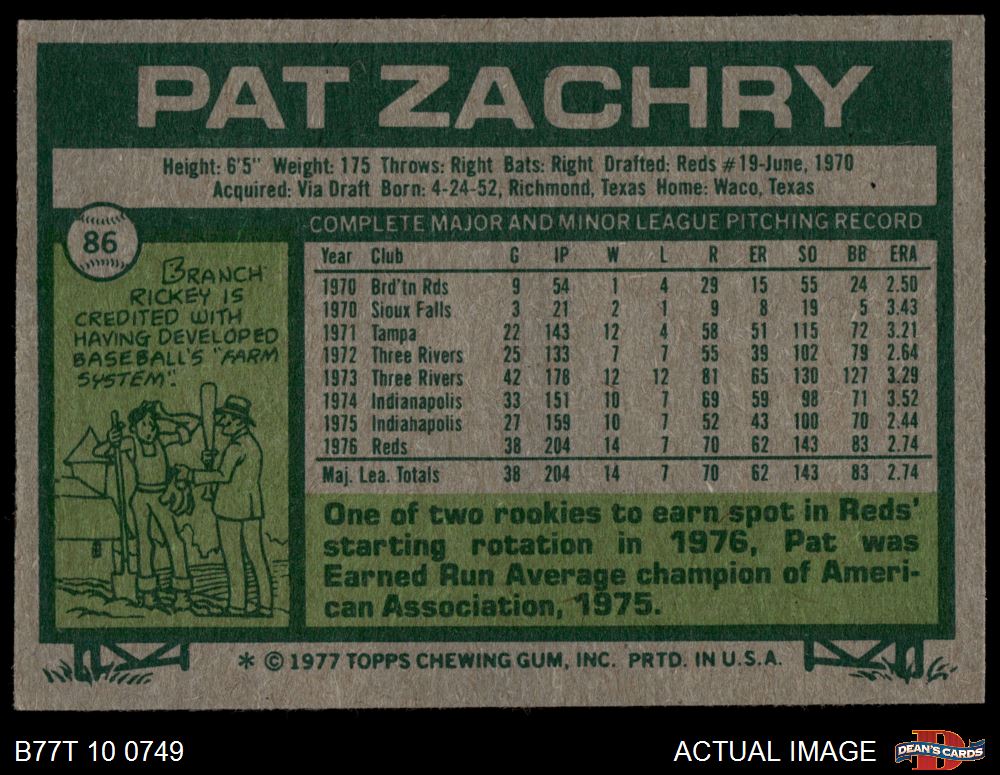 PAT ZACHRY
Height: 6'5" Weight: 175 Throws: Right Bats: Right Drafted: Reds #19-June, 1970
Acquired: Via Draft Born: 4-24-52, Richmond, Texas Home: Waco, Texas
86
BRANCH
RICKEY IS
CREDITED WITH
HAVING DEVELOPED
BASEBALL'S "FARM
SYSTEM".
COMPLETE MAJOR AND MINOR LEAGUE PITCHING RECORD
Year Club G IP W L R ER SO BB ERA
1970 Brd'tn Rds 9 54 1 4 29 15 55 24 2.50
1970 Sioux Falls 3 21 2 1 9 8 19 5 3.43
1971 Tampa 22 143 12 4 58 51 115 72 3.21
1972 Three Rivers 25 133 7 7 55 39 102 79 2.64
1973 Three Rivers 42 178 12 12 81 65 130 127 3.29
1974 Indianapolis 33 151 10 7 69 59 98 71 3.52
1975 Indianapolis 27 159 10 7 52 43 100 70 2.44
1976 Reds 38 204 14 7 70 62 143 83 2.74
Maj. Lea. Totals 38 204 14 7 70 62 143 83 2.74
One of two rookies to earn spot in Reds'
starting rotation in 1976, Pat was
Earned Run Average champion of Ameri-
can Association, 1975.
* © 1977 TOPPS CHEWING GUM, INC. PRTD. IN U.S.A.
B77T 10 0749
ACTUAL IMAGE
DEAN'S CARDS